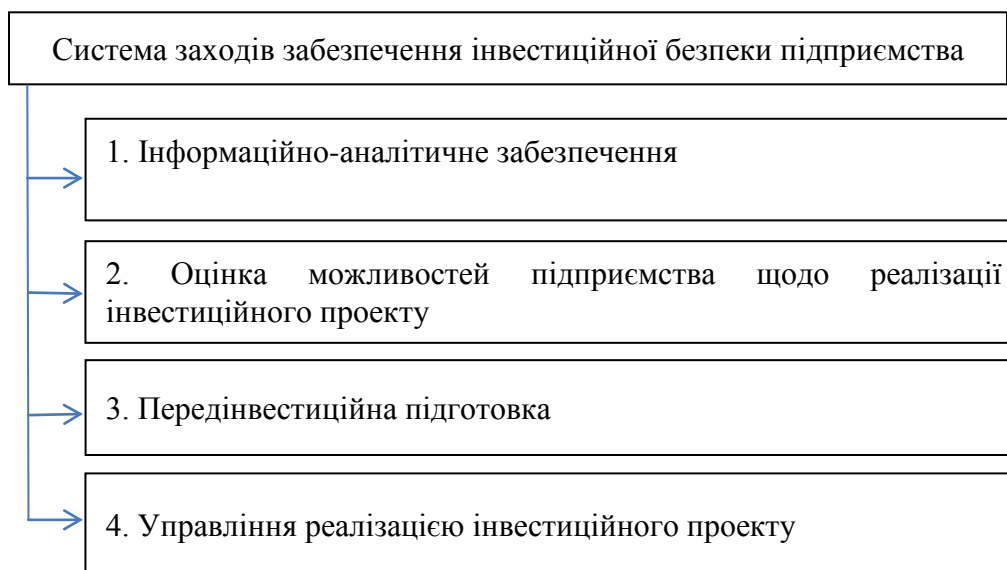 Система заходів забезпечення інвестиційної безпеки підприємства
1. Інформаційно-аналітичне забезпечення
2. Оцінка можливостей підприємства щодо реалізації
інвестиційного проекту
3. Передінвестиційна підготовка
4. Управління реалізацією інвестиційного проекту